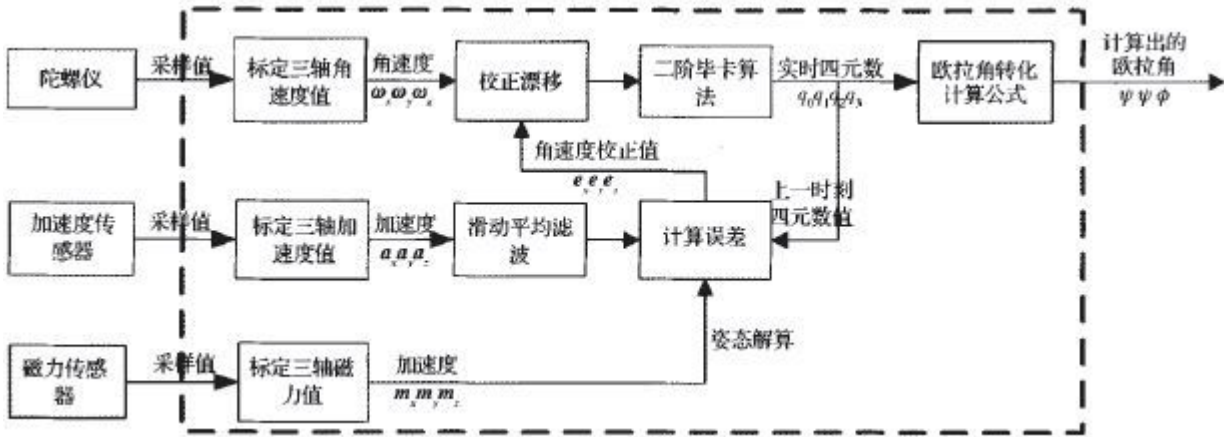 陀螺仪
采样值
标定三轴角
速度值
角速度
ωxωyωx
校正漂移
二阶毕卡算
法
实时四元数
q0q1q2q3
欧拉角转化
计算公式
计算出的
欧拉角
ψψφ
角速度校正值
上一时刻
四元数值
加速度传
感器
采样值
标定三轴加
速度值
加速度
axayaz
滑动平均滤
波
计算误差
姿态解算
磁力传感
器
采样值
标定三轴磁
力值
加速度
mxmymz